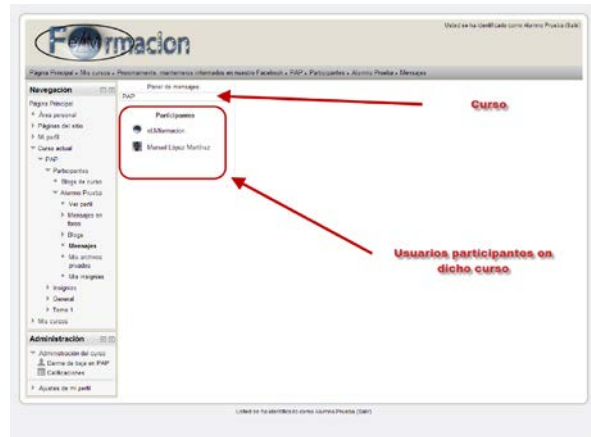 Usted se ha identificado como Alumno Prueba (Salir)
FeAMformacion
Página Principal ▸ Mis cursos ▸ Proximamente, mantenerse informados en nuestro Facebook ▸ PAP ▸ Participantes ▸ Alumno Prueba ▸ Mensajes
Navegación
Página Principal
Área personal
Páginas del sitio
Mi perfil
Curso actual
PAP
Participantes
Blogs de curso
Alumno Prueba
Ver perfil
Mensajes en
foros
Blogs
Mensajes
Mis archivos
privados
Mis insignias
Insignias
General
Tema 1
Mis cursos
Administración
Administración del curso
Darme de baja en PAP
Calificaciones
Ajustes de mi perfil
Panel de mensajes
PAP
Participantes
Manuel López Martínez
Curso
Usuarios participantos en
dicho curso
Usted se ha identificado como Alumno Prueba (Salir)